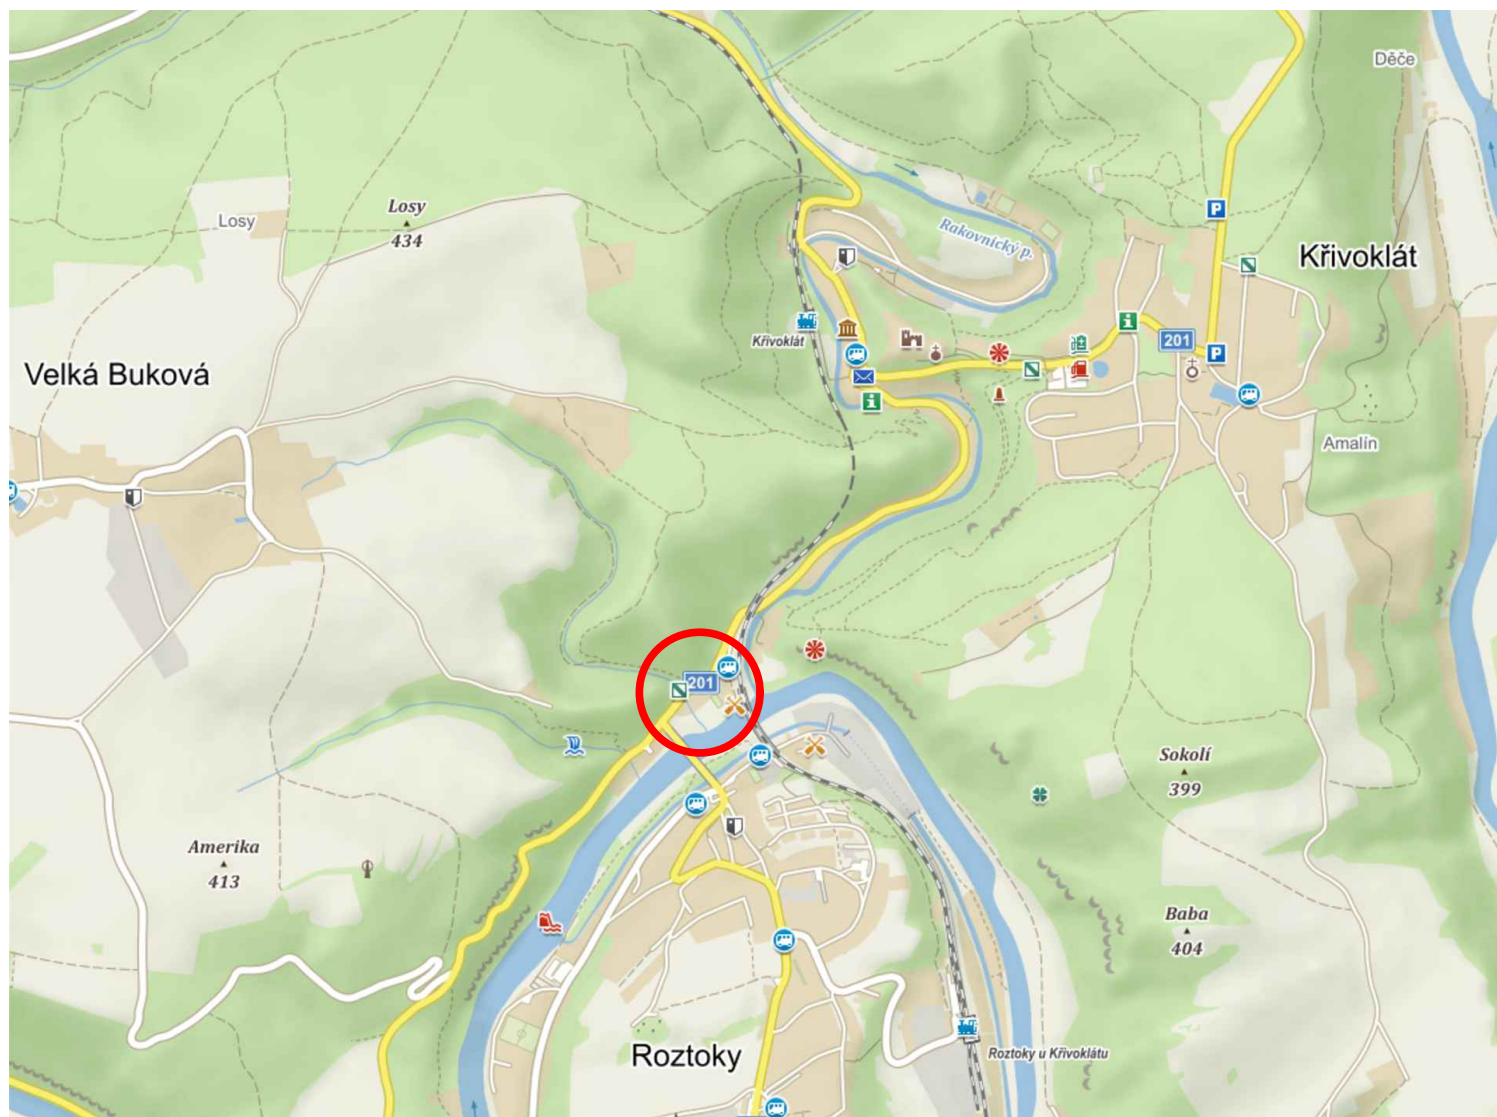 Děče
Losy
Losy
434
Rakovnický p.
P
Křivoklát
Křivoklát
i
201
P
Velká Buková
i
Amalín
201
Sokolí
399
Amerika
413
Baba
404
Roztoky
Roztoky u Křivoklátu